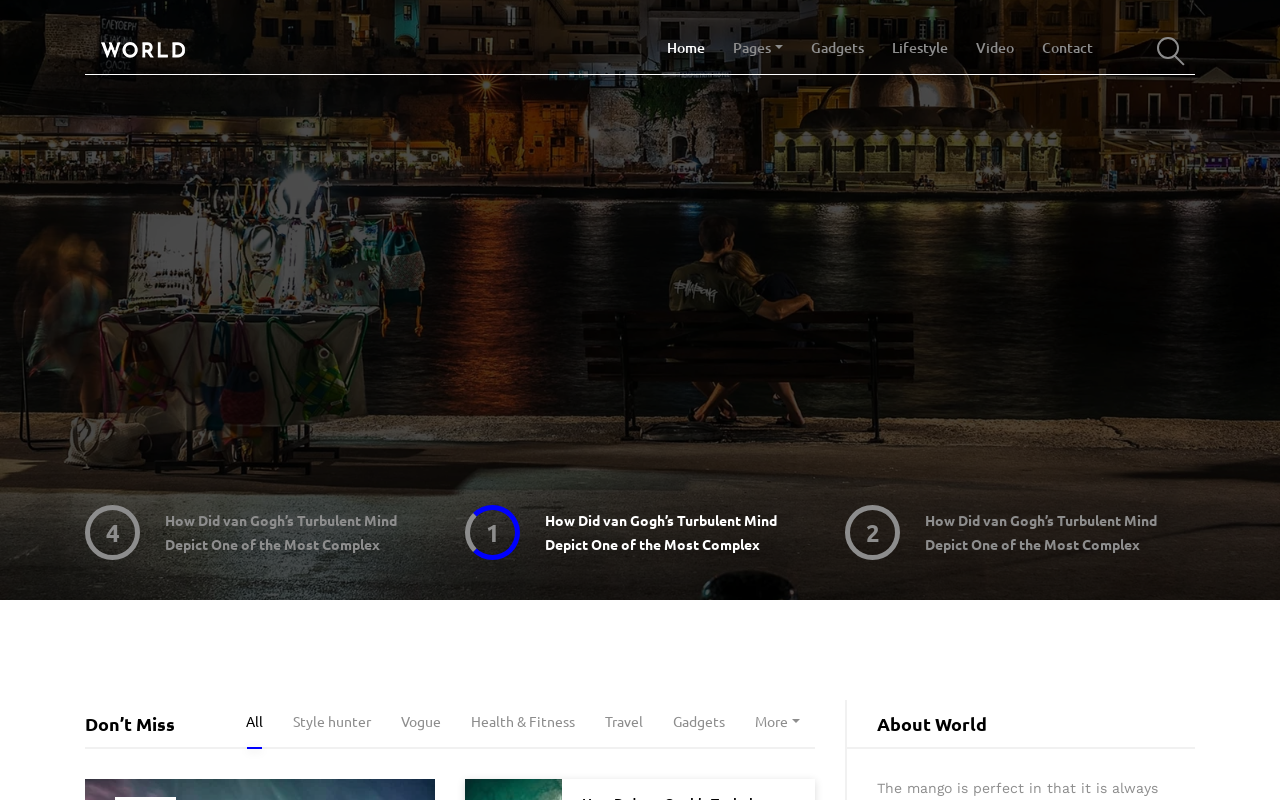 WORLD
Home Pages Gadgets Lifestyle Video Contact
4
How Did van Gogh’s Turbulent Mind
Depict One of the Most Complex
1
How Did van Gogh’s Turbulent Mind
Depict One of the Most Complex
2
How Did van Gogh’s Turbulent Mind
Depict One of the Most Complex
Don’t Miss
All Style hunter Vogue Health & Fitness Travel Gadgets More
About World
The mango is perfect in that it is always